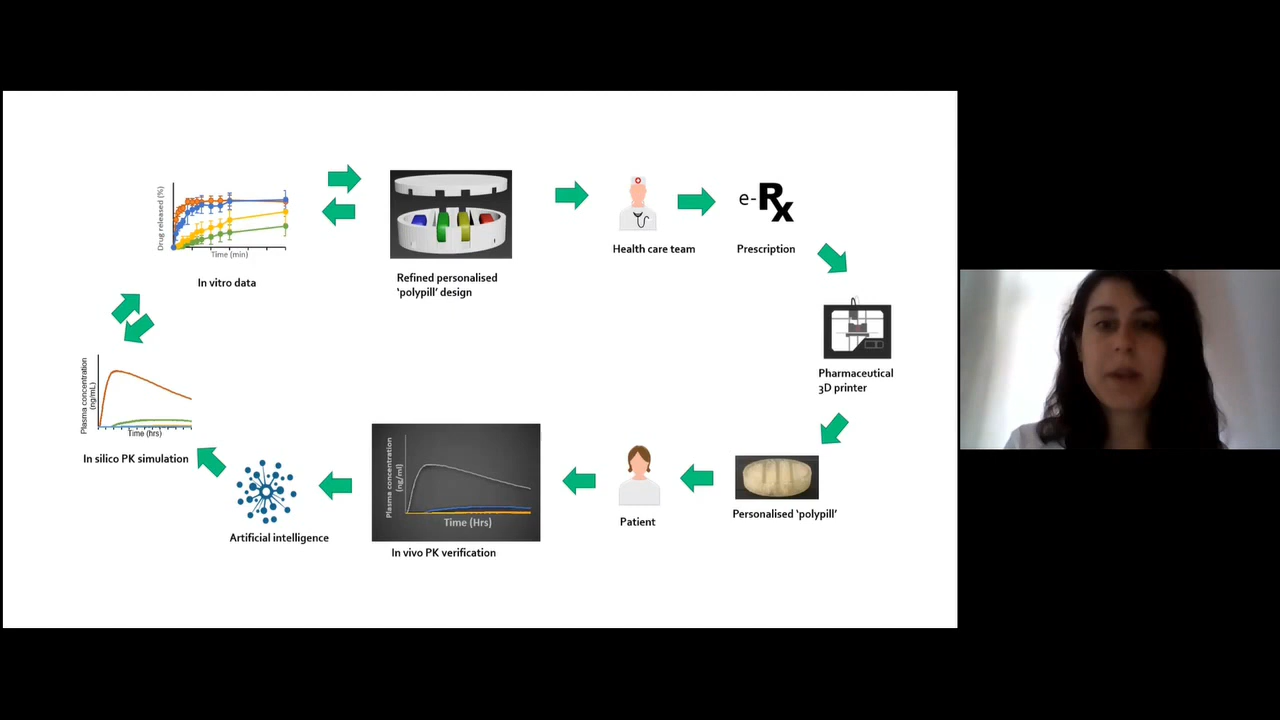 Drug released (%)
Time (min)
In vitro data
Refined personalised
‘polypill’ design
Health care team
e-Rx
Prescription
Pharmaceutical
3D printer
Personalised ‘polypill’
Patient
Plasma concentration
(ng/ml)
Time (Hrs)
In vivo PK verification
Artificial intelligence
Plasma concentration
(ng/mL)
Time (hrs)
In silico PK simulation